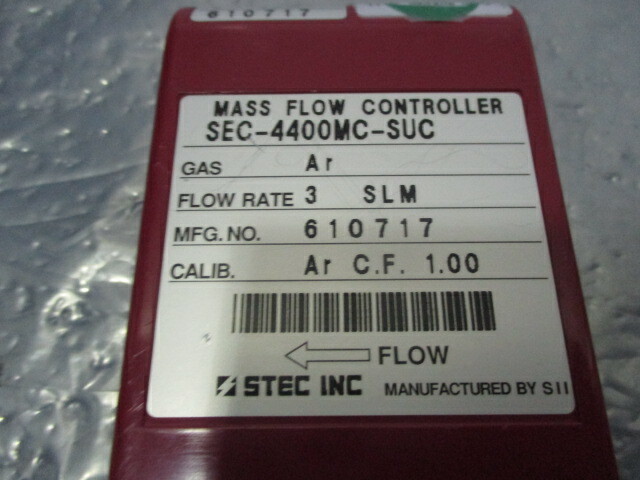 610717
MASS FLOW CONTROLLER
SEC-4400MC-SUC
GAS Ar
FLOW RATE 3 SLM
MFG. NO. 610717
CALIB. Ar C.F. 1.00
FLOW
STEC INC MANUFACTURED BY SII